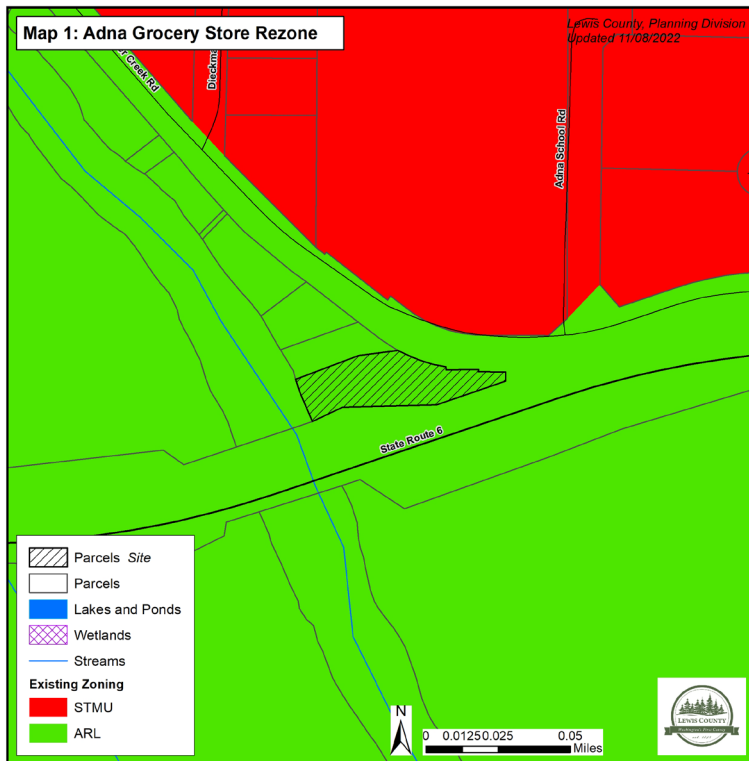 Map 1: Adna Grocery Store Rezone
Lewis County, Planning Division
Updated 11/08/2022
Creek Rd
Dieckma
Adna School Rd
State Route 6
Parcels Site
Parcels
Lakes and Ponds
Wetlands
Streams
Existing Zoning
STMU
ARL
N
0 0.0125 0.025 0.05
Miles
LEWIS COUNTY